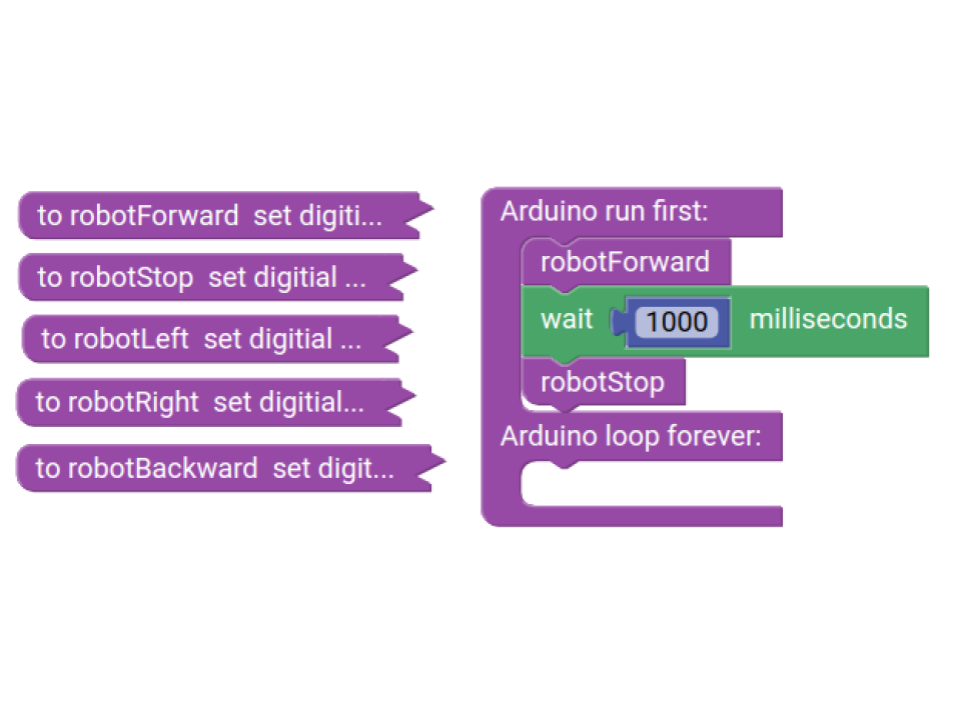 to robotForward set digiti...
to robotStop set digitial ...
to robotLeft set digitial ...
to robotRight set digitial...
to robotBackward set digit...
Arduino run first:
robotForward
wait 1000 milliseconds
robotStop
Arduino loop forever: